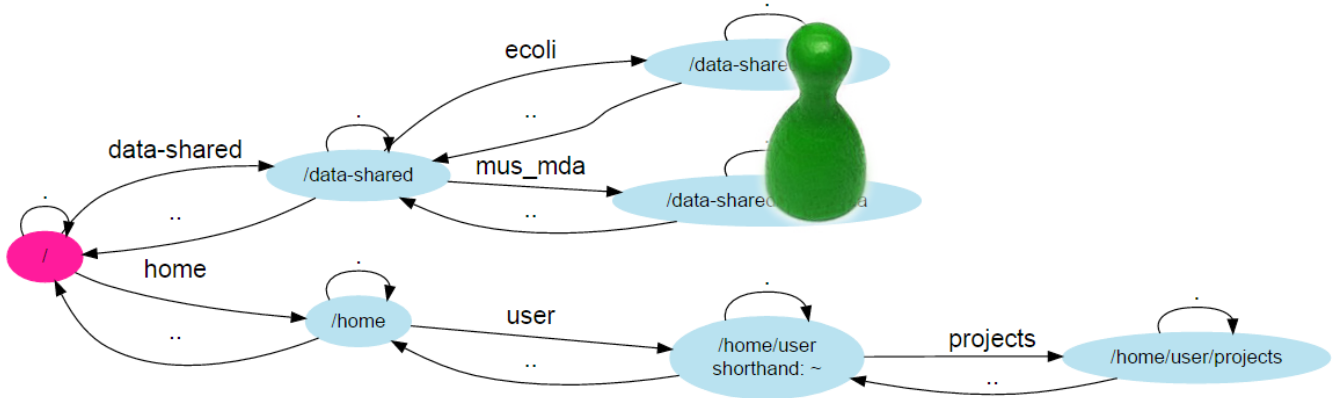 .
ecoli
/data-share
..
.
data-shared
/data-shared
mus_mda
.
/data-shared
a
..
.
..
/
home
.
/home
user
.
/home/user
shorthand: ~
projects
.
/home/user/projects
..
..
..